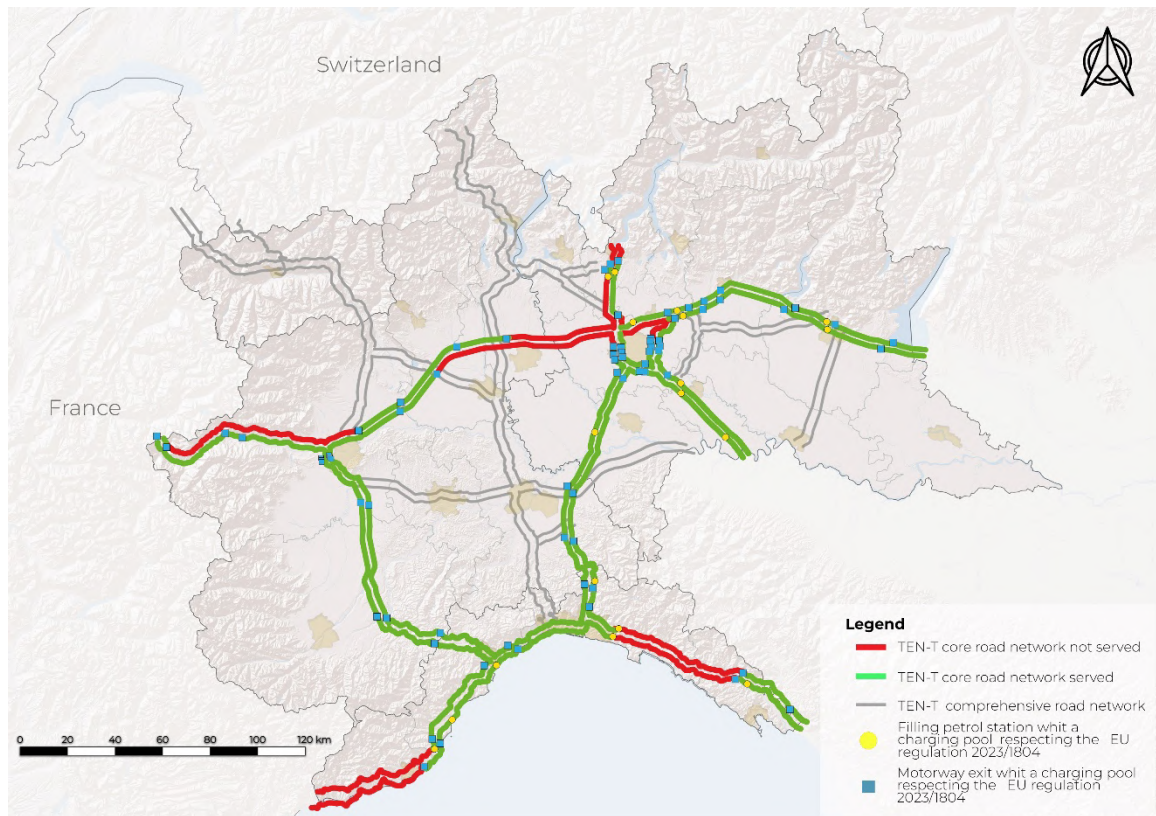 Switzerland
France
Legend
TEN-T core road network not served
TEN-T core road network served
TEN-T comprehensive road network
Filling petrol station whit a
charging pool respecting the EU
regulation 2023/1804
Motorway exit whit a charging pool
respecting the EU regulation
2023/1804
0 20 40 60 80 100 120 km